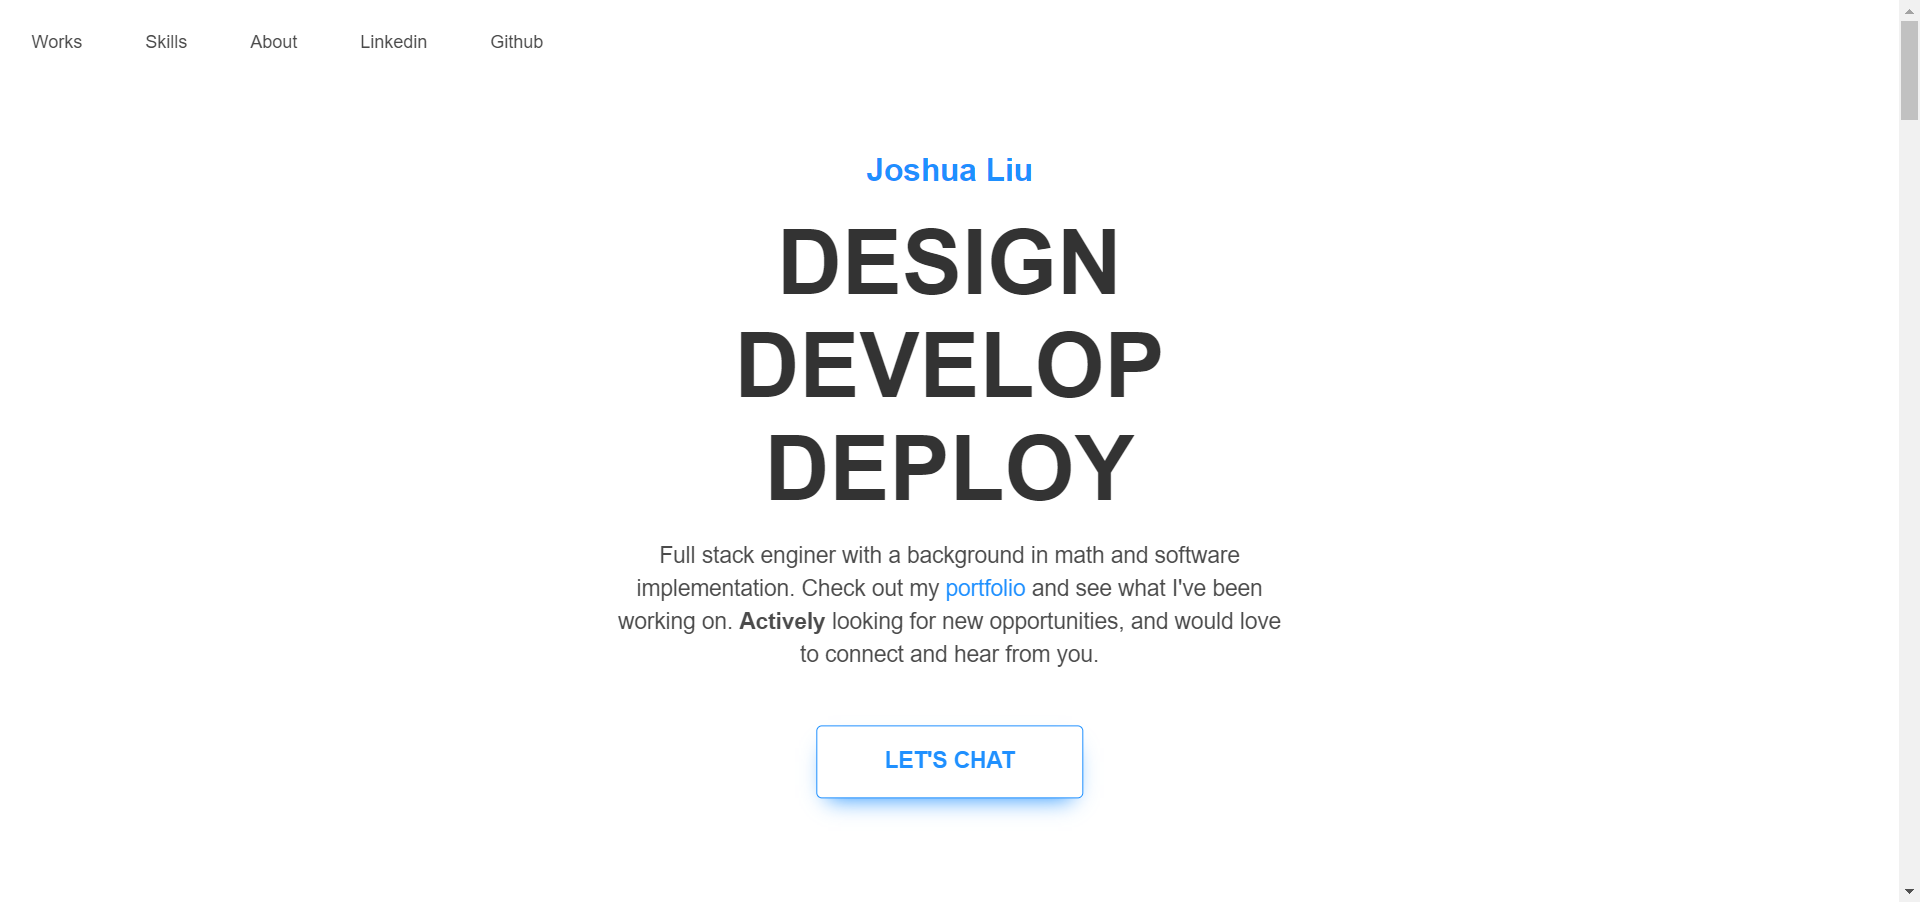 Works
Skills
About
Linkedin
Github
Joshua Liu
DESIGN
DEVELOP
DEPLOY
Full stack enginer with a background in math and software
implementation. Check out my portfolio and see what I've been
working on. Actively looking for new opportunities, and would love
to connect and hear from you.
LET'S CHAT